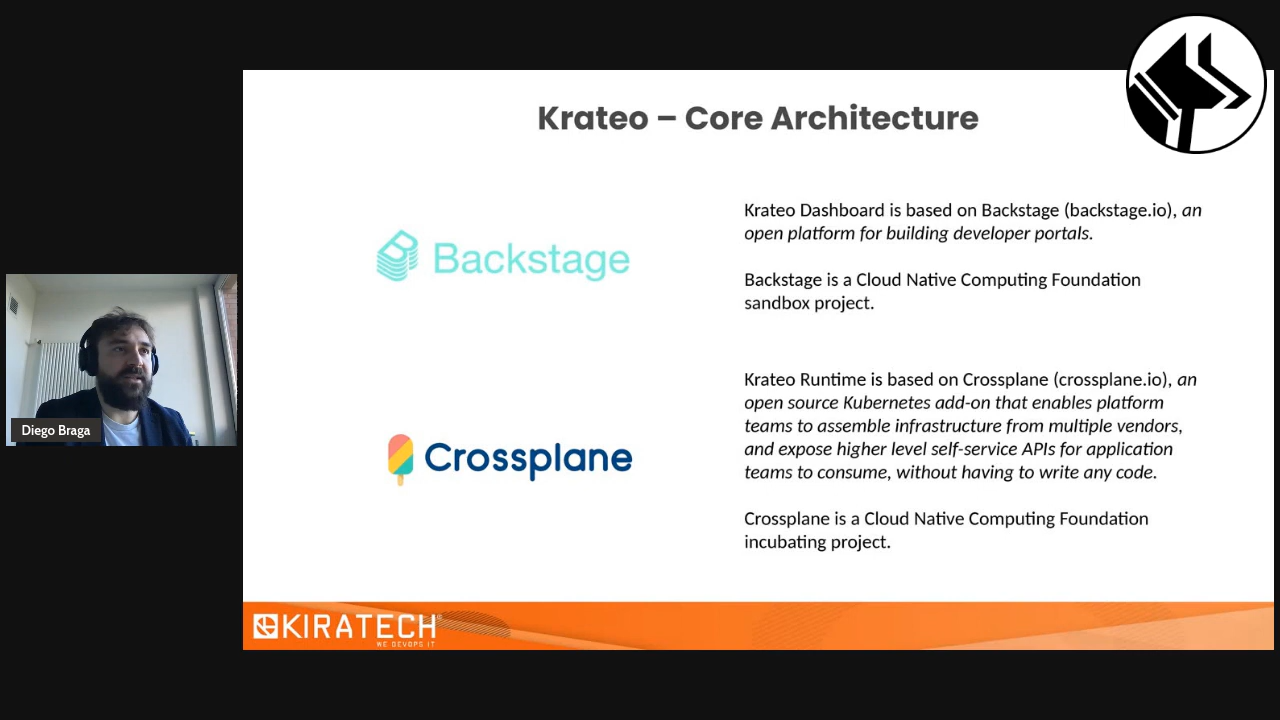 Krateo – Core Architecture
Backstage
Krateo Dashboard is based on Backstage (backstage.io), an
open platform for building developer portals.
Backstage is a Cloud Native Computing Foundation
sandbox project.
Crossplane
Krateo Runtime is based on Crossplane (crossplane.io), an
open source Kubernetes add-on that enables platform
teams to assemble infrastructure from multiple vendors,
and expose higher level self-service APIs for application
teams to consume, without having to write any code.
Crossplane is a Cloud Native Computing Foundation
incubating project.
Diego Braga
KIRATECH
WE DEVOPS IT